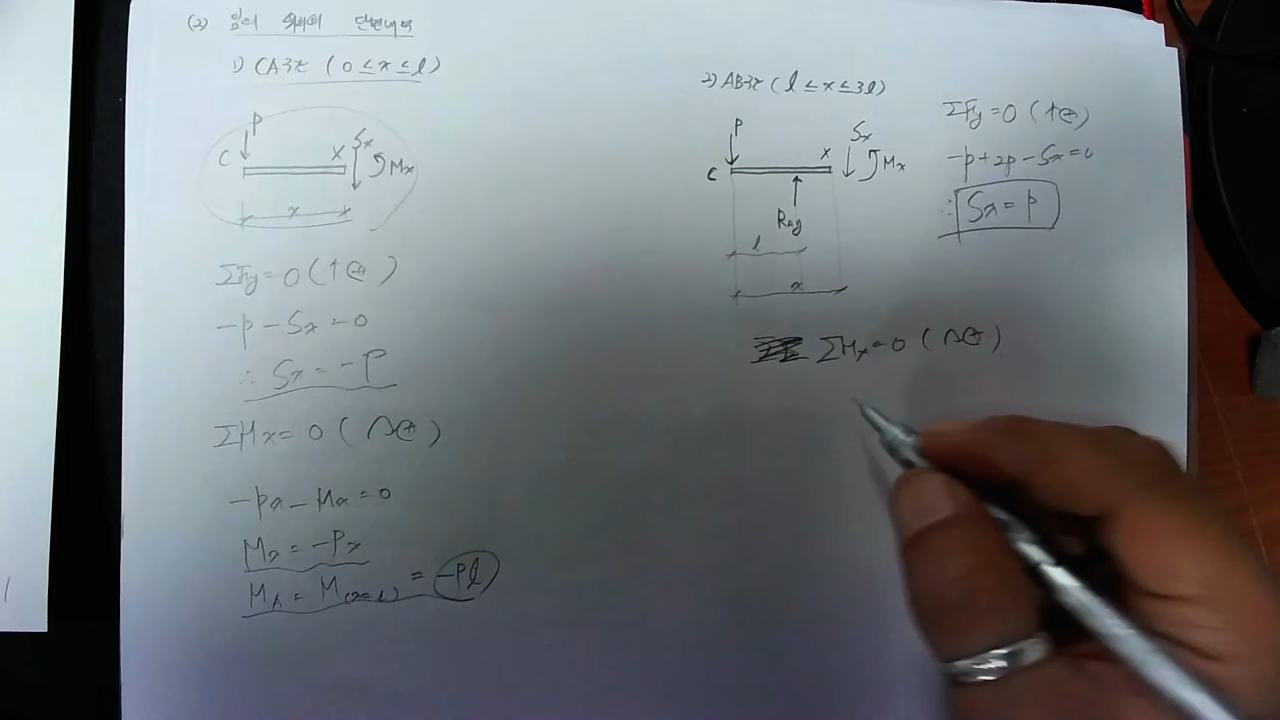 (2) 임의 위치의 단면내력
1) CA구간 (0 ≤ x ≤ l)
P
C
X
Sx
Mx
x
ΣFy = 0 (↑⊕)
-P - Sx = 0
∴ Sx = -P
ΣMx = 0 (↷⊕)
-Px - Mx = 0
Mx = -Px
MA = M(x=l) = -Pl
2) AB구간 (l ≤ x ≤ 3l)
P
C
X
Sx
Mx
RAy
l
x
ΣFy = 0 (↑⊕)
-P + 2P - Sx = 0
∴ Sx = P
ΣMx = 0 (↷⊕)